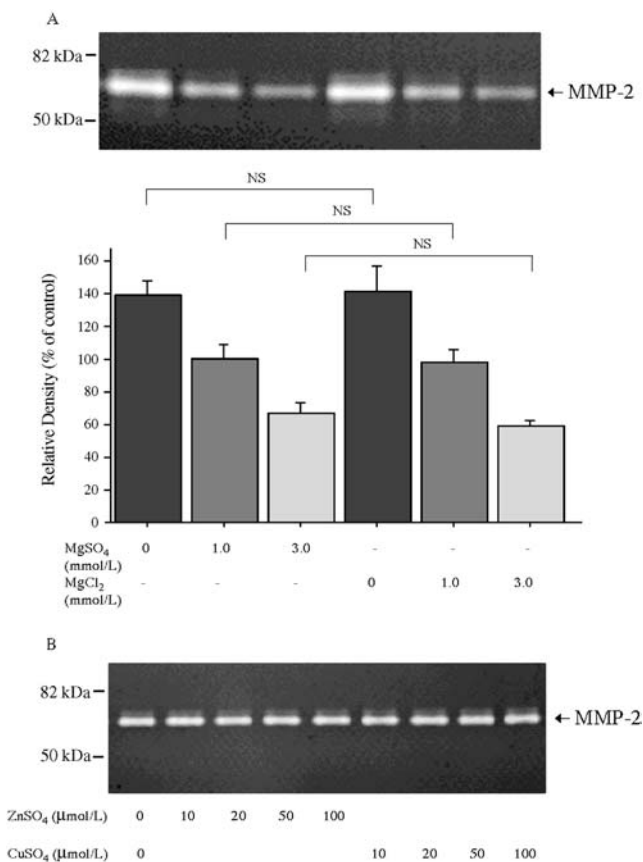 A
82 kDa
50 kDa
← MMP-2
NS
NS
NS
Relative Density (% of control)
160
140
120
100
80
60
40
20
0
MgSO4 0 1.0 3.0 - - -
(mmol/L)
MgCl2 - - - 0 1.0 3.0
(mmol/L)
B
82 kDa
50 kDa
← MMP-2
ZnSO4 (μmol/L) 0 10 20 50 100
CuSO4 (μmol/L) 0 10 20 50 100